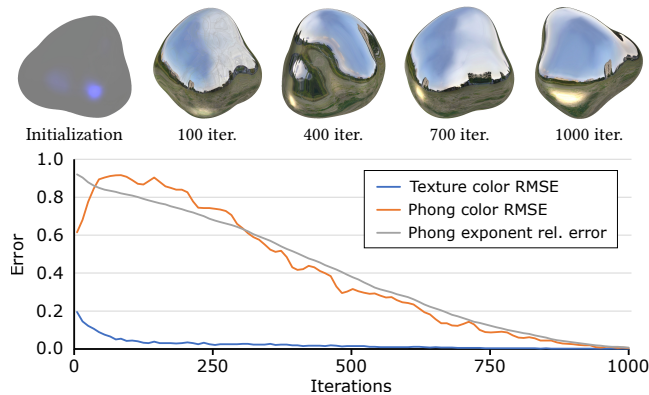 Initialization 100 iter. 400 iter. 700 iter. 1000 iter.
1.0
0.8
0.6
0.4
0.2
0.0
Error
Texture color RMSE
Phong color RMSE
Phong exponent rel. error
0 250 500 750 1000
Iterations